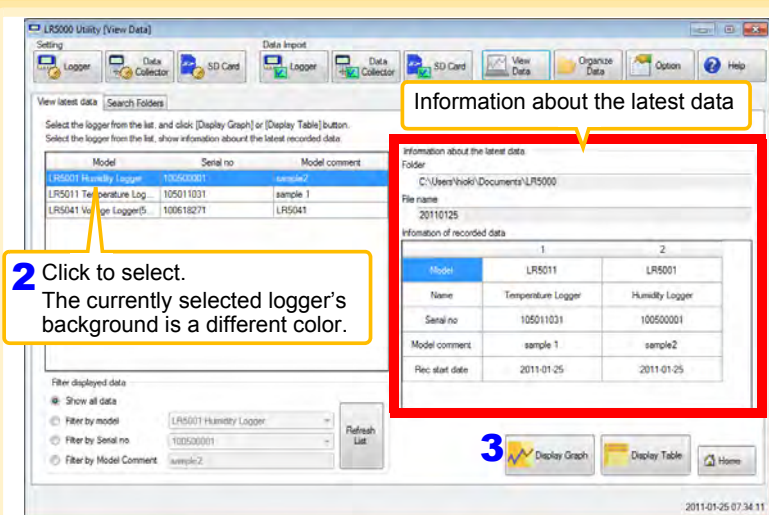 LR5000 Utility [View Data]
Setting
Data Import
Logger
Data Collector
SD Card
Logger
Data Collector
SD Card
View Data
Organize Data
Option
Help
View latest data
Search Folders
Information about the latest data
Select the logger from the list. and click [Display Graph] or [Display Table] button.
Select the logger from the list, show infomation abount the latest recorded data.
Model Serial no Model comment
LR5001 Humidity Logger 100500001 sample2
LR5011 Temperature Log... 105011031 sample 1
LR5041 Voltage Logger(5... 100618271 LR5041
2 Click to select.
The currently selected logger's
background is a different color.
Information about the latest data
Folder
C:\Users\hioki\Documents\LR5000
File name
20110125
Infomation of recorded data
1 2
Model LR5011 LR5001
Name Temperature Logger Humidity Logger
Serial no 105011031 100500001
Model comment sample 1 sample2
Rec start date 2011-01-25 2011-01-25
Filter displayed data
Show all data
Filter by model LR5001 Humidity Logger
Filter by Serial no 100500001
Filter by Model Comment sample2
Refresh List
3
Display Graph
Display Table
Home
2011-01-25 07:34:11